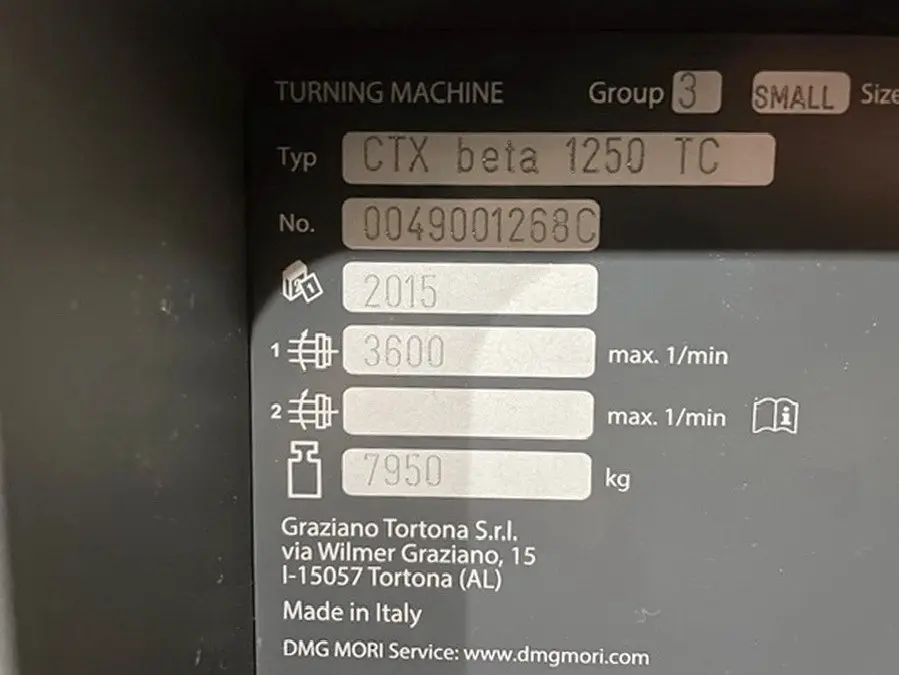 TURNING MACHINE Group 3 SMALL Size
Typ CTX beta 1250 TC
No. 0049001268C
2015
1 3600 max. 1/min
2 max. 1/min
7950 kg
Graziano Tortona S.r.l.
via Wilmer Graziano, 15
I-15057 Tortona (AL)
Made in Italy
DMG MORI Service: www.dmgmori.com